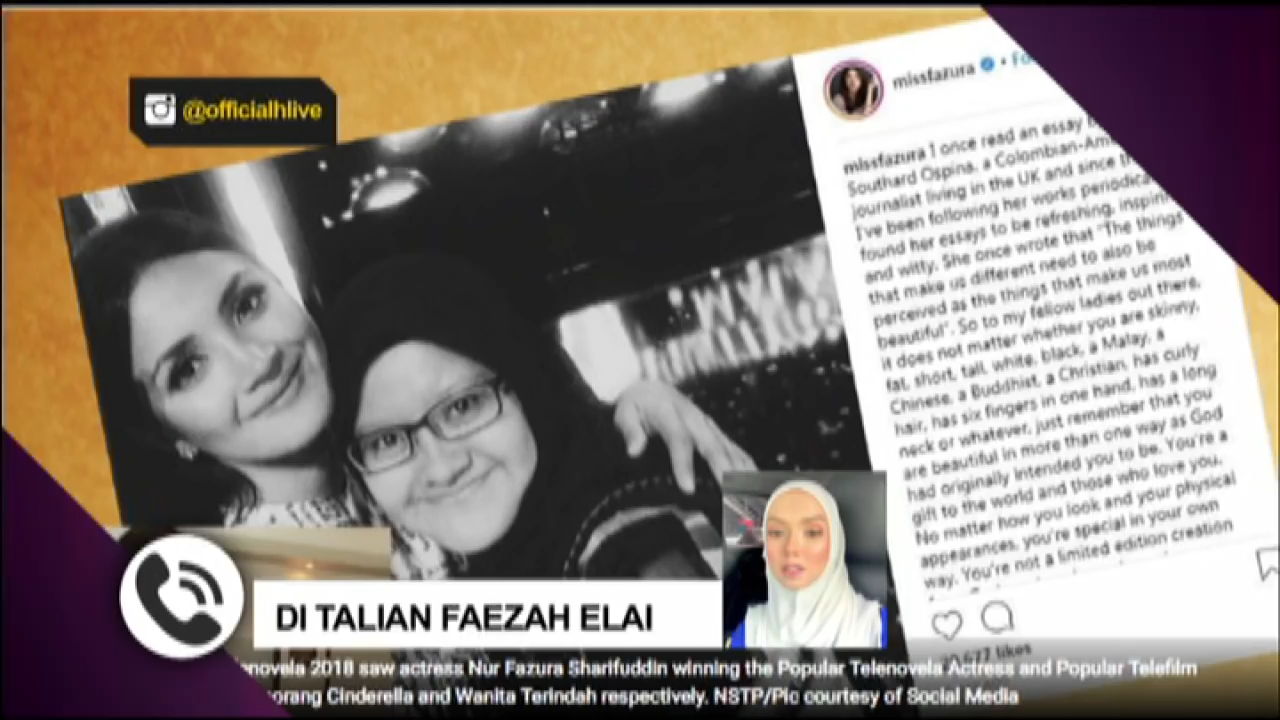 @officialhlive
missfazura
missfazura I once read an essay
Southard Ospina, a
journalist living in the UK and since
I've been following her works
found her essays to be refreshing,
and witty. She once wrote that "The things
that make us different need to also be
perceived as the things that make us most
beautiful". So to my fellow ladies out there,
it does not matter whether you are skinny,
fat, short, tall, white, black, a Malay, a
Chinese, a Buddhist, a Christian, has curly
hair, has six fingers in one hand, has a long
neck or whatever, just remember that you
are beautiful in more than one way as God
had originally intended you to be. You're a
gift to the world and those who love you.
No matter how you look and your physical
appearances, you're special in your own
way. You're not a limited edition creation
likes
DI TALIAN FAEZAH ELAI
2018 saw actress Nur Fazura Sharifuddin winning the Popular Telenovela Actress and Popular Telefilm
Cinderella and Wanita Terindah respectively. NSTP/Pic courtesy of Social Media